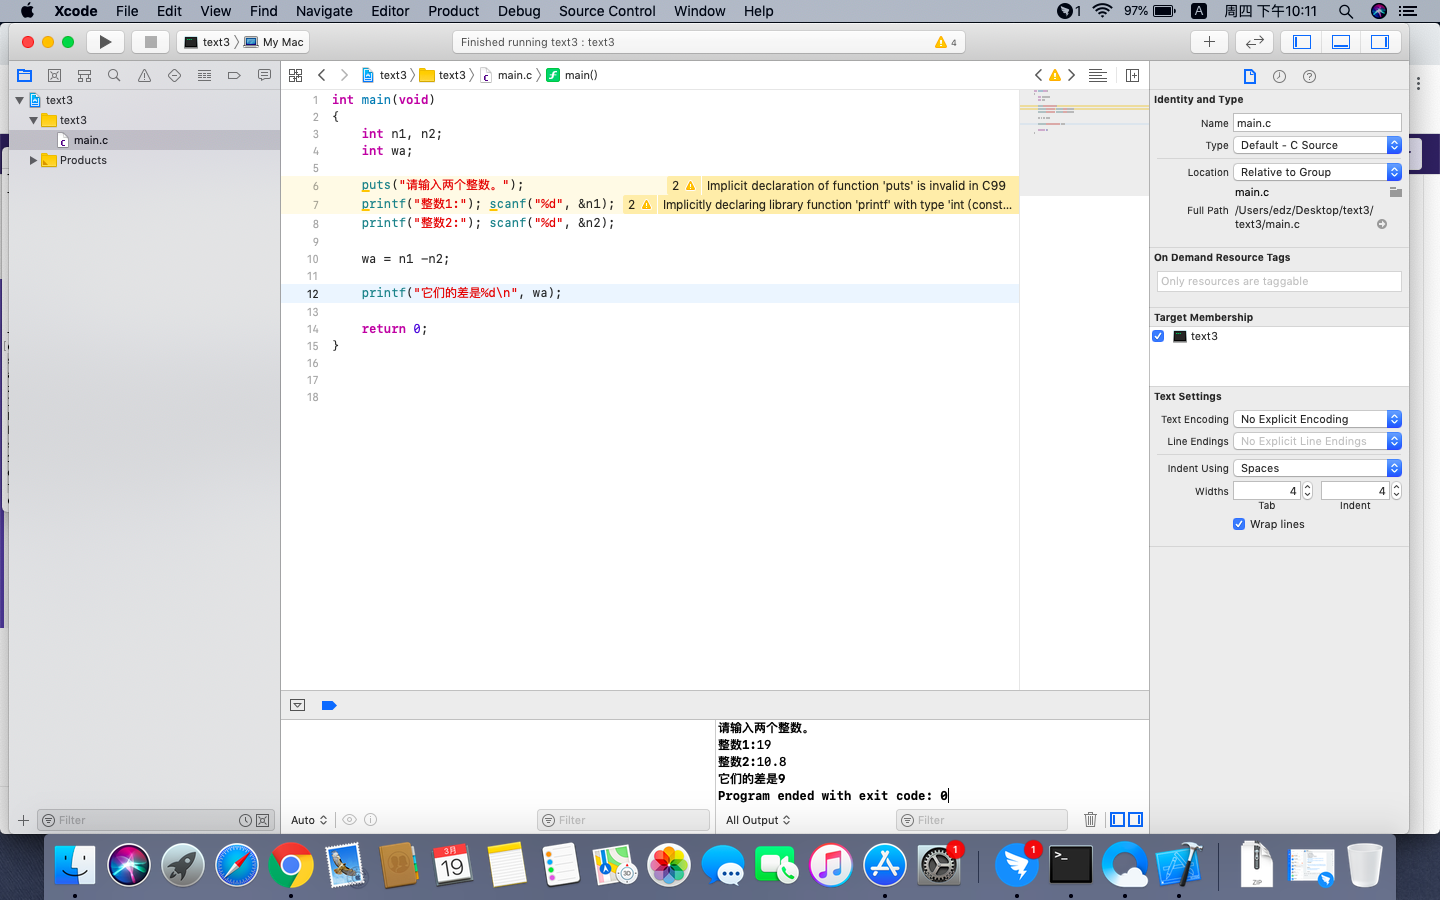 Xcode File Edit View Find Navigate Editor Product Debug Source Control Window Help 1 97% A 周四 下午10:11
text3 My Mac Finished running text3 : text3 4
text3 text3 main.c main()
text3
text3
main.c
Products
1 int main(void)
2 {
3 int n1, n2;
4 int wa;
5
6 puts("请输入两个整数。"); 2 Implicit declaration of function 'puts' is invalid in C99
7 printf("整数1:"); scanf("%d", &n1); 2 Implicitly declaring library function 'printf' with type 'int (const...
8 printf("整数2:"); scanf("%d", &n2);
9
10 wa = n1 -n2;
11
12 printf("它们的差是%d\n", wa);
13
14 return 0;
15 }
16
17
18
Identity and Type
Name main.c
Type Default - C Source
Location Relative to Group
main.c
Full Path /Users/edz/Desktop/text3/
text3/main.c
On Demand Resource Tags
Only resources are taggable
Target Membership
text3
Text Settings
Text Encoding No Explicit Encoding
Line Endings No Explicit Line Endings
Indent Using Spaces
Widths 4 4
Tab Indent
Wrap lines
请输入两个整数。
整数1:19
整数2:10.8
它们的差是9
Program ended with exit code: 0
Filter Auto Filter All Output Filter
3月
19
3D
1
1
>_
ZIP